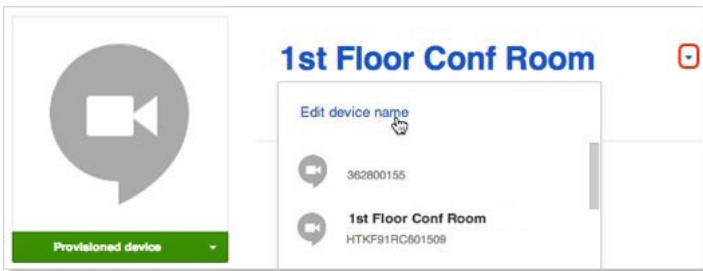 1st Floor Conf Room
Edit device name
362800155
1st Floor Conf Room
HTKF91RC601509
Provisioned device